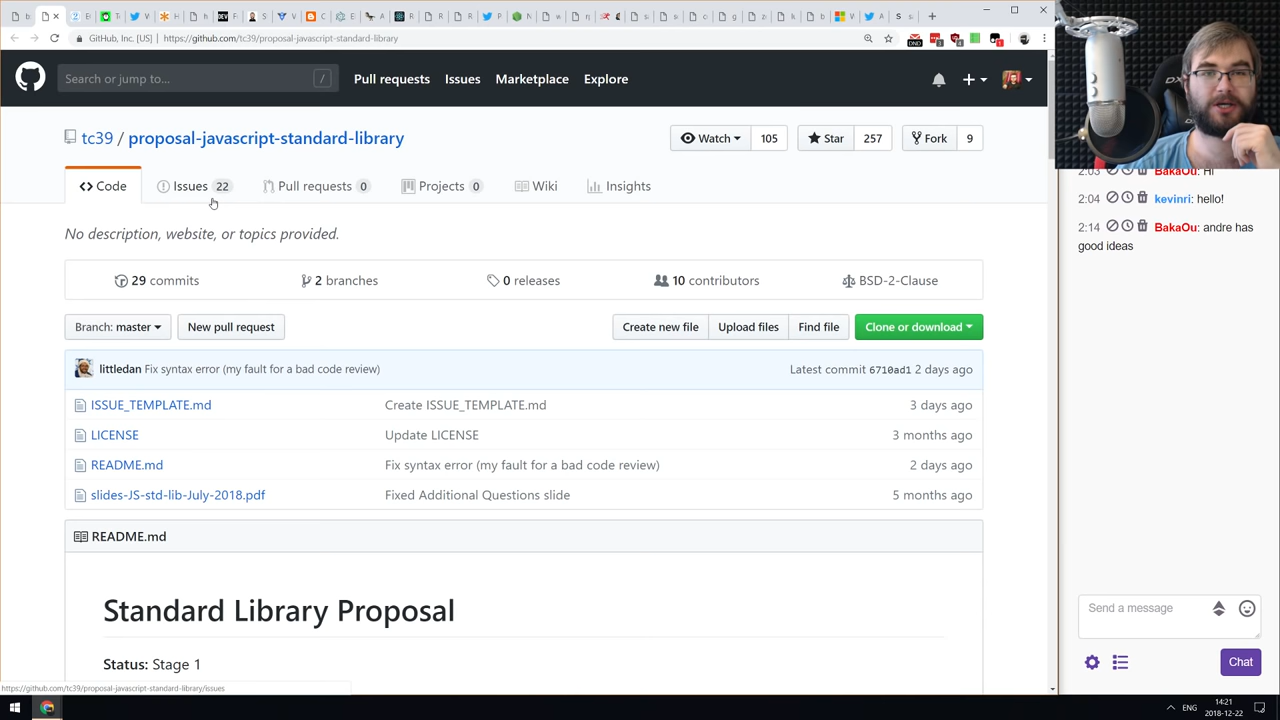 GitHub, Inc. [US] | https://github.com/tc39/proposal-javascript-standard-library
DND
Search or jump to... /
Pull requests Issues Marketplace Explore
tc39 / proposal-javascript-standard-library
Watch 105 Star 257 Fork 9
Code Issues 22 Pull requests 0 Projects 0 Wiki Insights
No description, website, or topics provided.
29 commits 2 branches 0 releases 10 contributors BSD-2-Clause
Branch: master New pull request Create new file Upload files Find file Clone or download
littledan Fix syntax error (my fault for a bad code review) Latest commit 6710ad1 2 days ago
ISSUE_TEMPLATE.md Create ISSUE_TEMPLATE.md 3 days ago
LICENSE Update LICENSE 3 months ago
README.md Fix syntax error (my fault for a bad code review) 2 days ago
slides-JS-std-lib-July-2018.pdf Fixed Additional Questions slide 5 months ago
README.md
Standard Library Proposal
Status: Stage 1
https://github.com/tc39/proposal-javascript-standard-library/issues
2:03 BakaOu: Hi
2:04 kevinri: hello!
2:14 BakaOu: andre has
good ideas
Send a message
Chat
ENG 14:21
2018-12-22